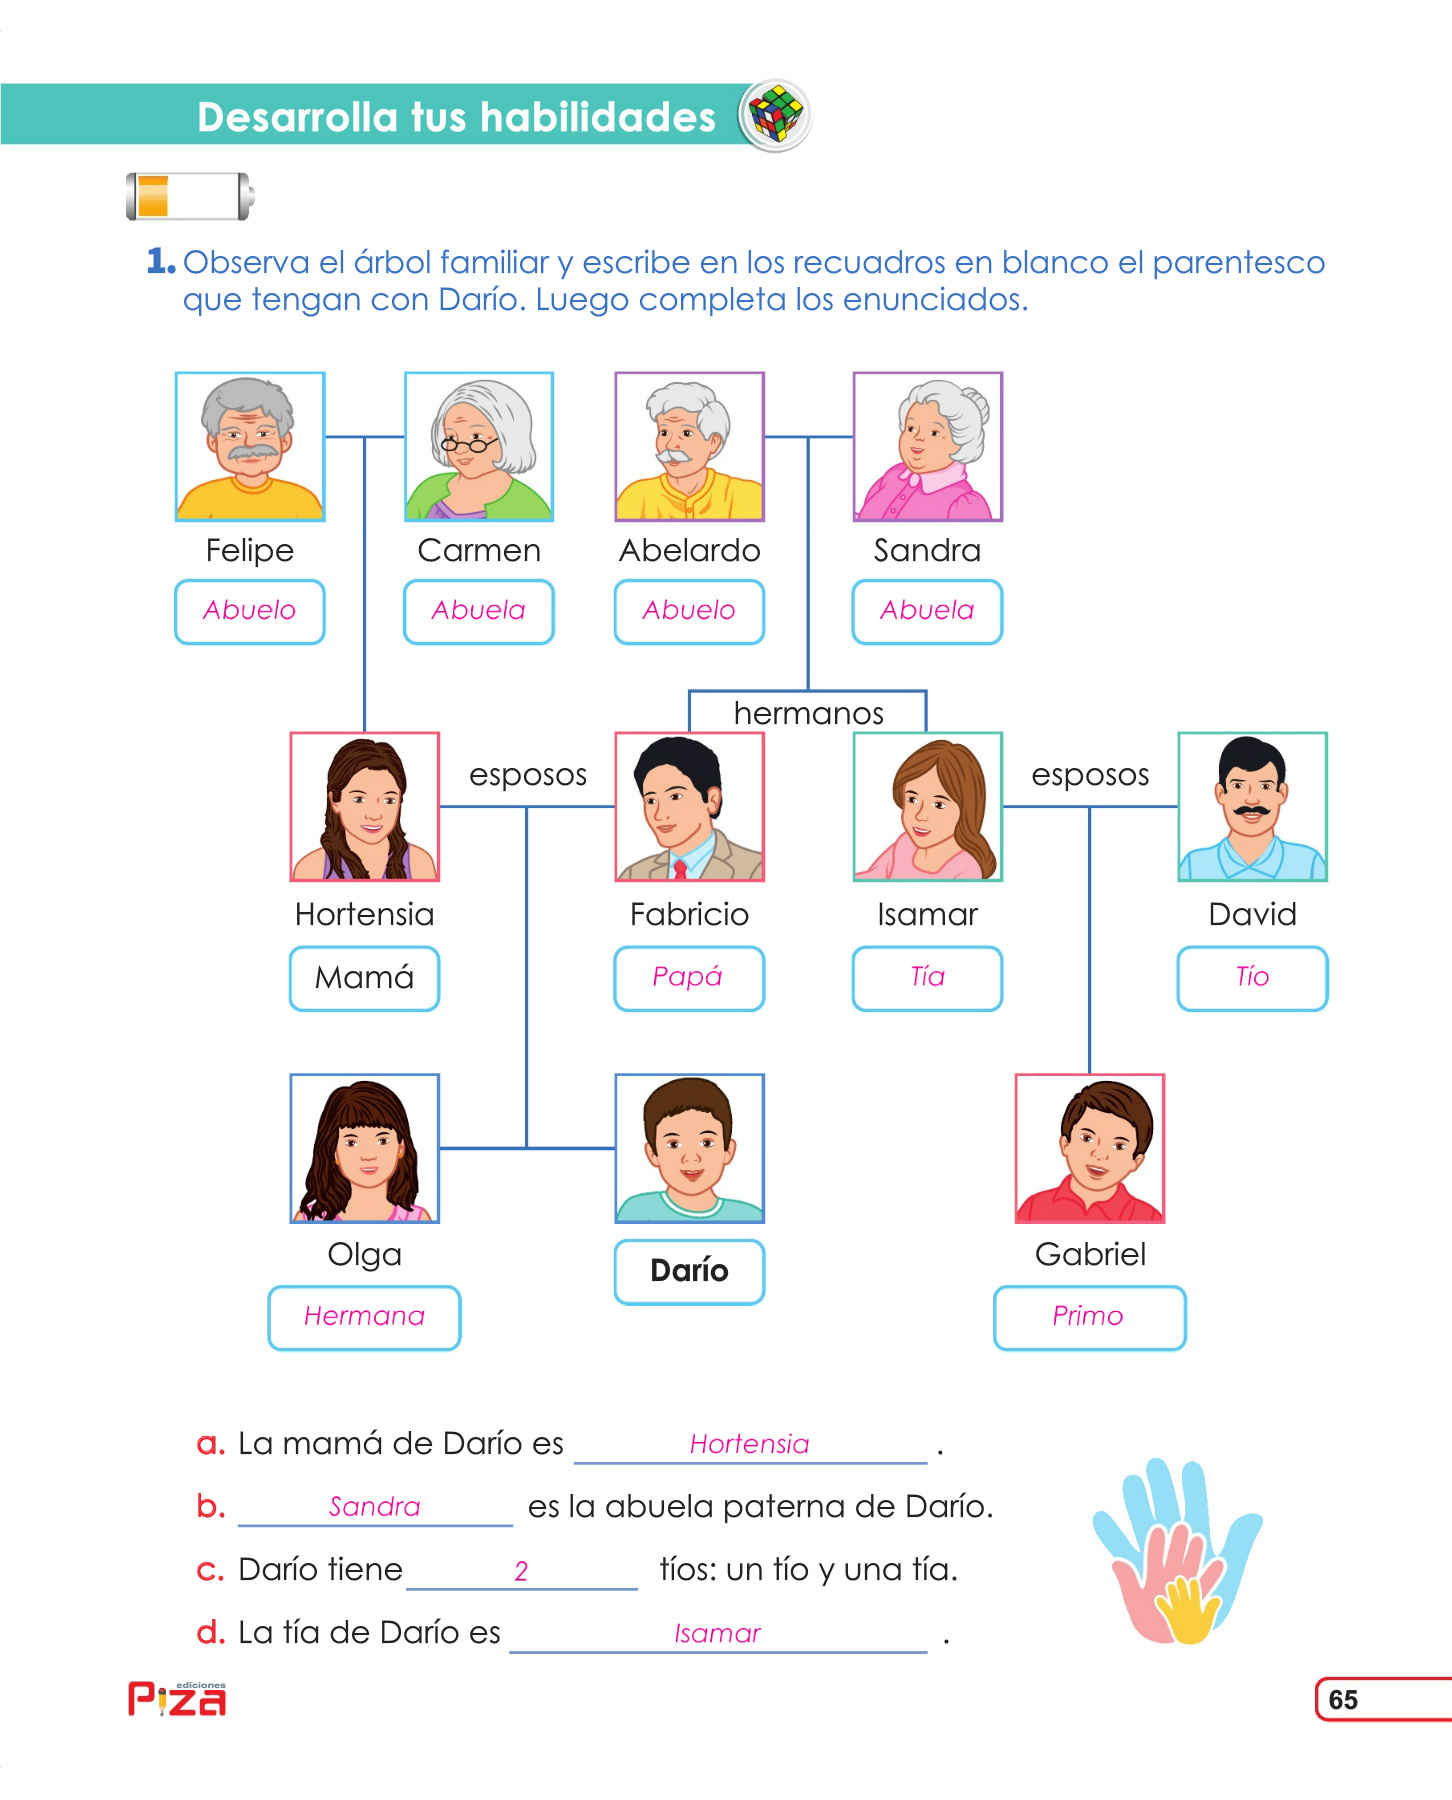 Desarrolla tus habilidades
1. Observa el árbol familiar y escribe en los recuadros en blanco el parentesco
que tengan con Darío. Luego completa los enunciados.
Felipe Carmen Abelardo Sandra
Abuelo Abuela Abuelo Abuela
hermanos
esposos esposos
Hortensia Fabricio Isamar David
Mamá Papá Tía Tío
Olga Darío Gabriel
Hermana Primo
a. La mamá de Darío es Hortensia .
b. Sandra es la abuela paterna de Darío.
c. Darío tiene 2 tíos: un tío y una tía.
d. La tía de Darío es Isamar .
ediciones
Piza
65